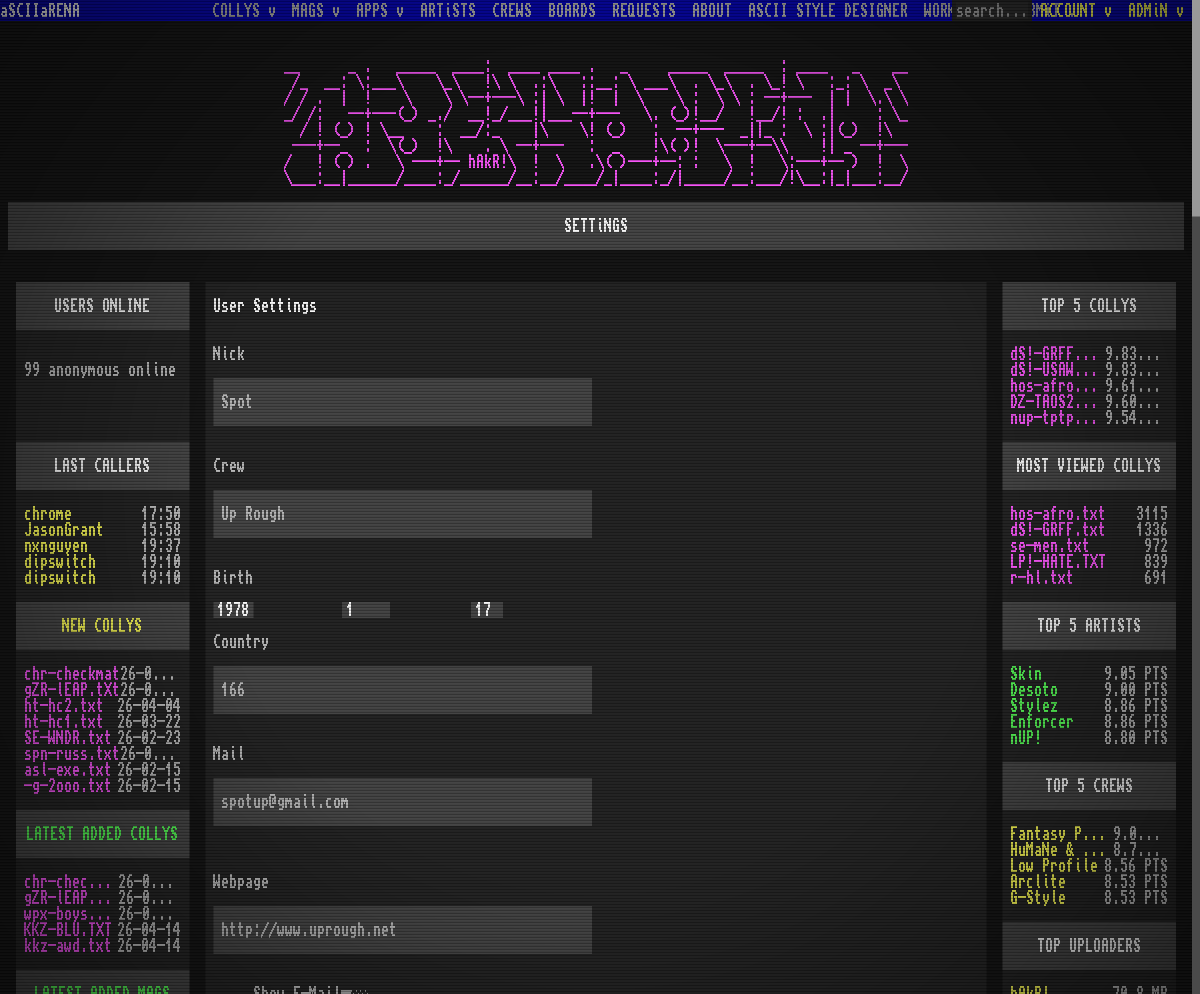 aSCIIaRENA
COLLYS v MAGS v APPS v ARTiSTS CREWS BOARDS REQUESTS ABOUT ASCII STYLE DESIGNER
search...
ACCOUNT v ADMiN v
hAkR!
SETTiNGS
USERS ONLINE
99 anonymous online
LAST CALLERS
chrome 17:50
JasonGrant 15:58
nxnguyen 19:37
dipswitch 19:10
dipswitch 19:10
NEW COLLYS
chr-checkmat26-0...
gZR-lEAP.tXt26-0...
ht-hc2.txt 26-04-04
ht-hc1.txt 26-03-22
SE-WNDR.txt 26-02-23
spn-russ.txt26-0...
asl-exe.txt 26-02-15
-g-2ooo.txt 26-02-15
LATEST ADDED COLLYS
chr-chec... 26-0...
gZR-lEAP... 26-0...
wpx-boys... 26-0...
KKZ-BLU.TXT 26-04-14
kkz-awd.txt 26-04-14
LATEST ADDED MAGS
User Settings
Nick
Spot
Crew
Up Rough
Birth
1978 1 17
Country
166
Mail
spotup@gmail.com
Webpage
http://www.uprough.net
Show E-Mail
TOP 5 COLLYS
dS!-GRFF... 9.83...
dS!-USAW... 9.83...
hos-afro... 9.61...
DZ-TAOS2... 9.60...
nup-tptp... 9.54...
MOST VIEWED COLLYS
hos-afro.txt 3115
dS!-GRFF.txt 1336
se-men.txt 972
LP!-HATE.TXT 839
r-hl.txt 691
TOP 5 ARTISTS
Skin 9.05 PTS
Desoto 9.00 PTS
Stylez 8.86 PTS
Enforcer 8.86 PTS
nUP! 8.80 PTS
TOP 5 CREWS
Fantasy P... 9.0...
HuMaNe & ... 8.7...
Low Profile 8.56 PTS
Arclite 8.53 PTS
G-Style 8.53 PTS
TOP UPLOADERS
hAkR! 70.8 MB